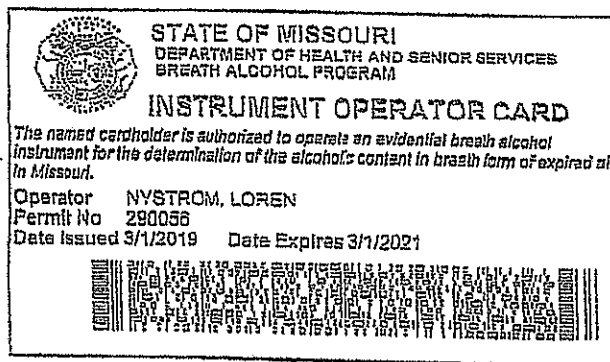 STATE OF MISSOURI
DEPARTMENT OF HEALTH AND SENIOR SERVICES
BREATH ALCOHOL PROGRAM
INSTRUMENT OPERATOR CARD
The named cardholder is authorized to operate an evidential breath alcohol
instrument for the determination of the alcoholic content in breath form of expired ai
in Missouri.
Operator NYSTROM, LOREN
Permit No 290056
Date Issued 3/1/2019 Date Expires 3/1/2021